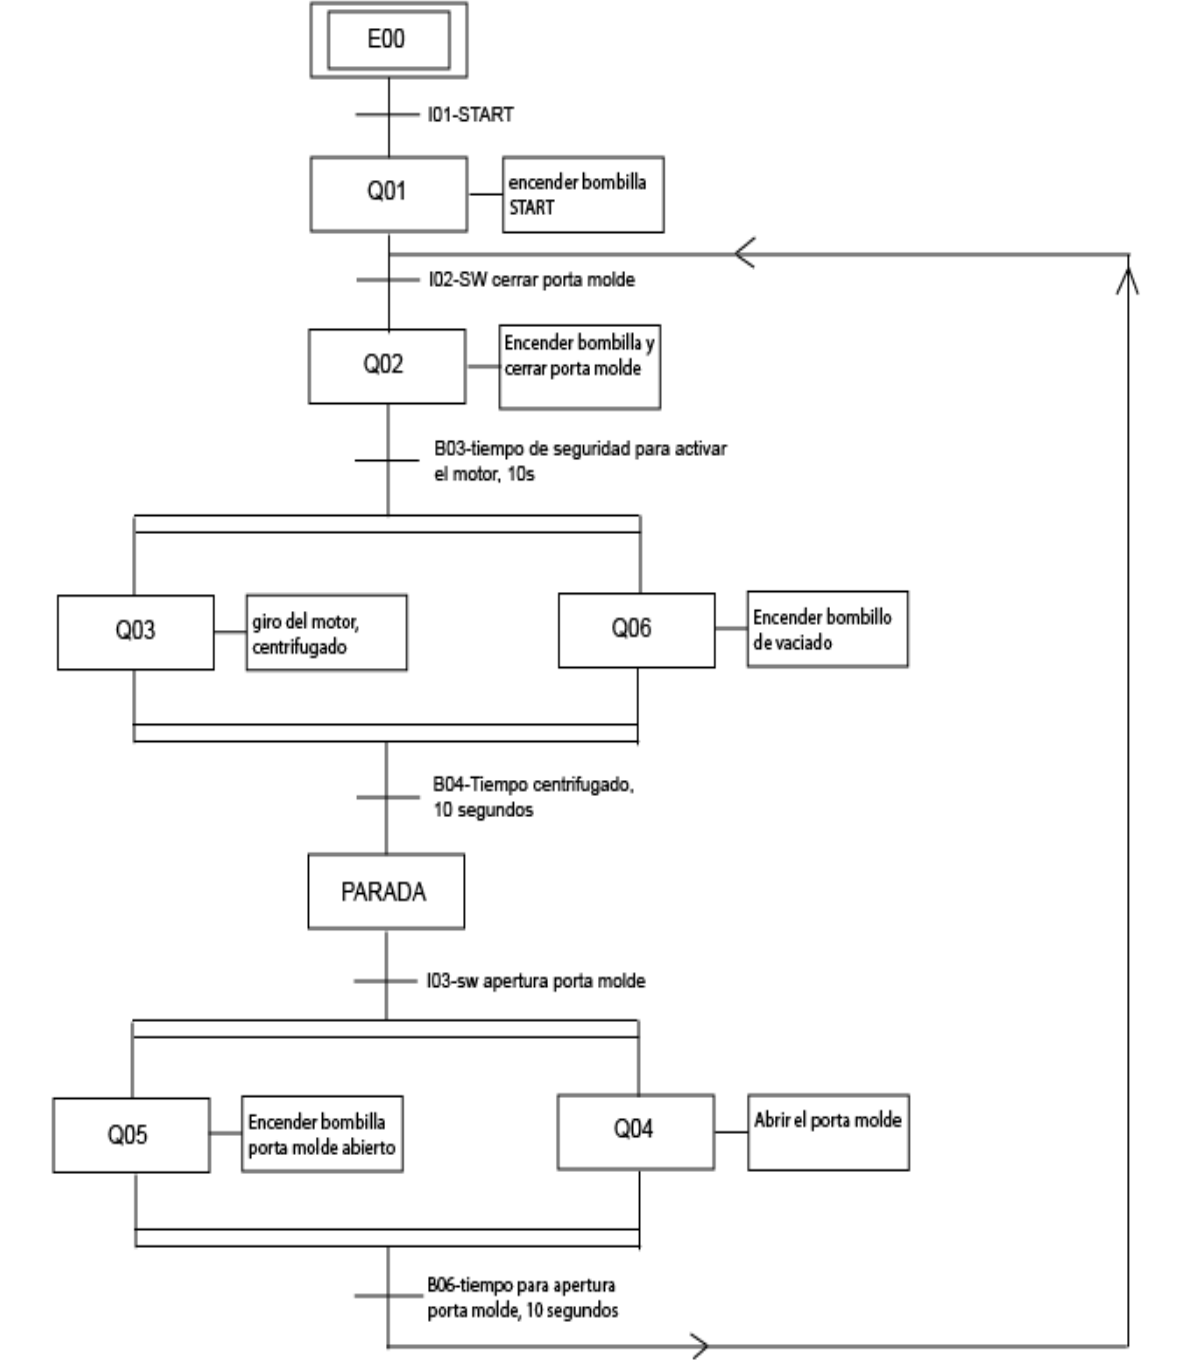 E00
I01-START
Q01
encender bombilla
START
I02-SW cerrar porta molde
Q02
Encender bombilla y
cerrar porta molde
B03-tiempo de seguridad para activar
el motor, 10s
Q03
giro del motor,
centrifugado
Q06
Encender bombillo
de vaciado
B04-Tiempo centrifugado,
10 segundos
PARADA
I03-sw apertura porta molde
Q05
Encender bombilla
porta molde abierto
Q04
Abrir el porta molde
B06-tiempo para apertura
porta molde, 10 segundos